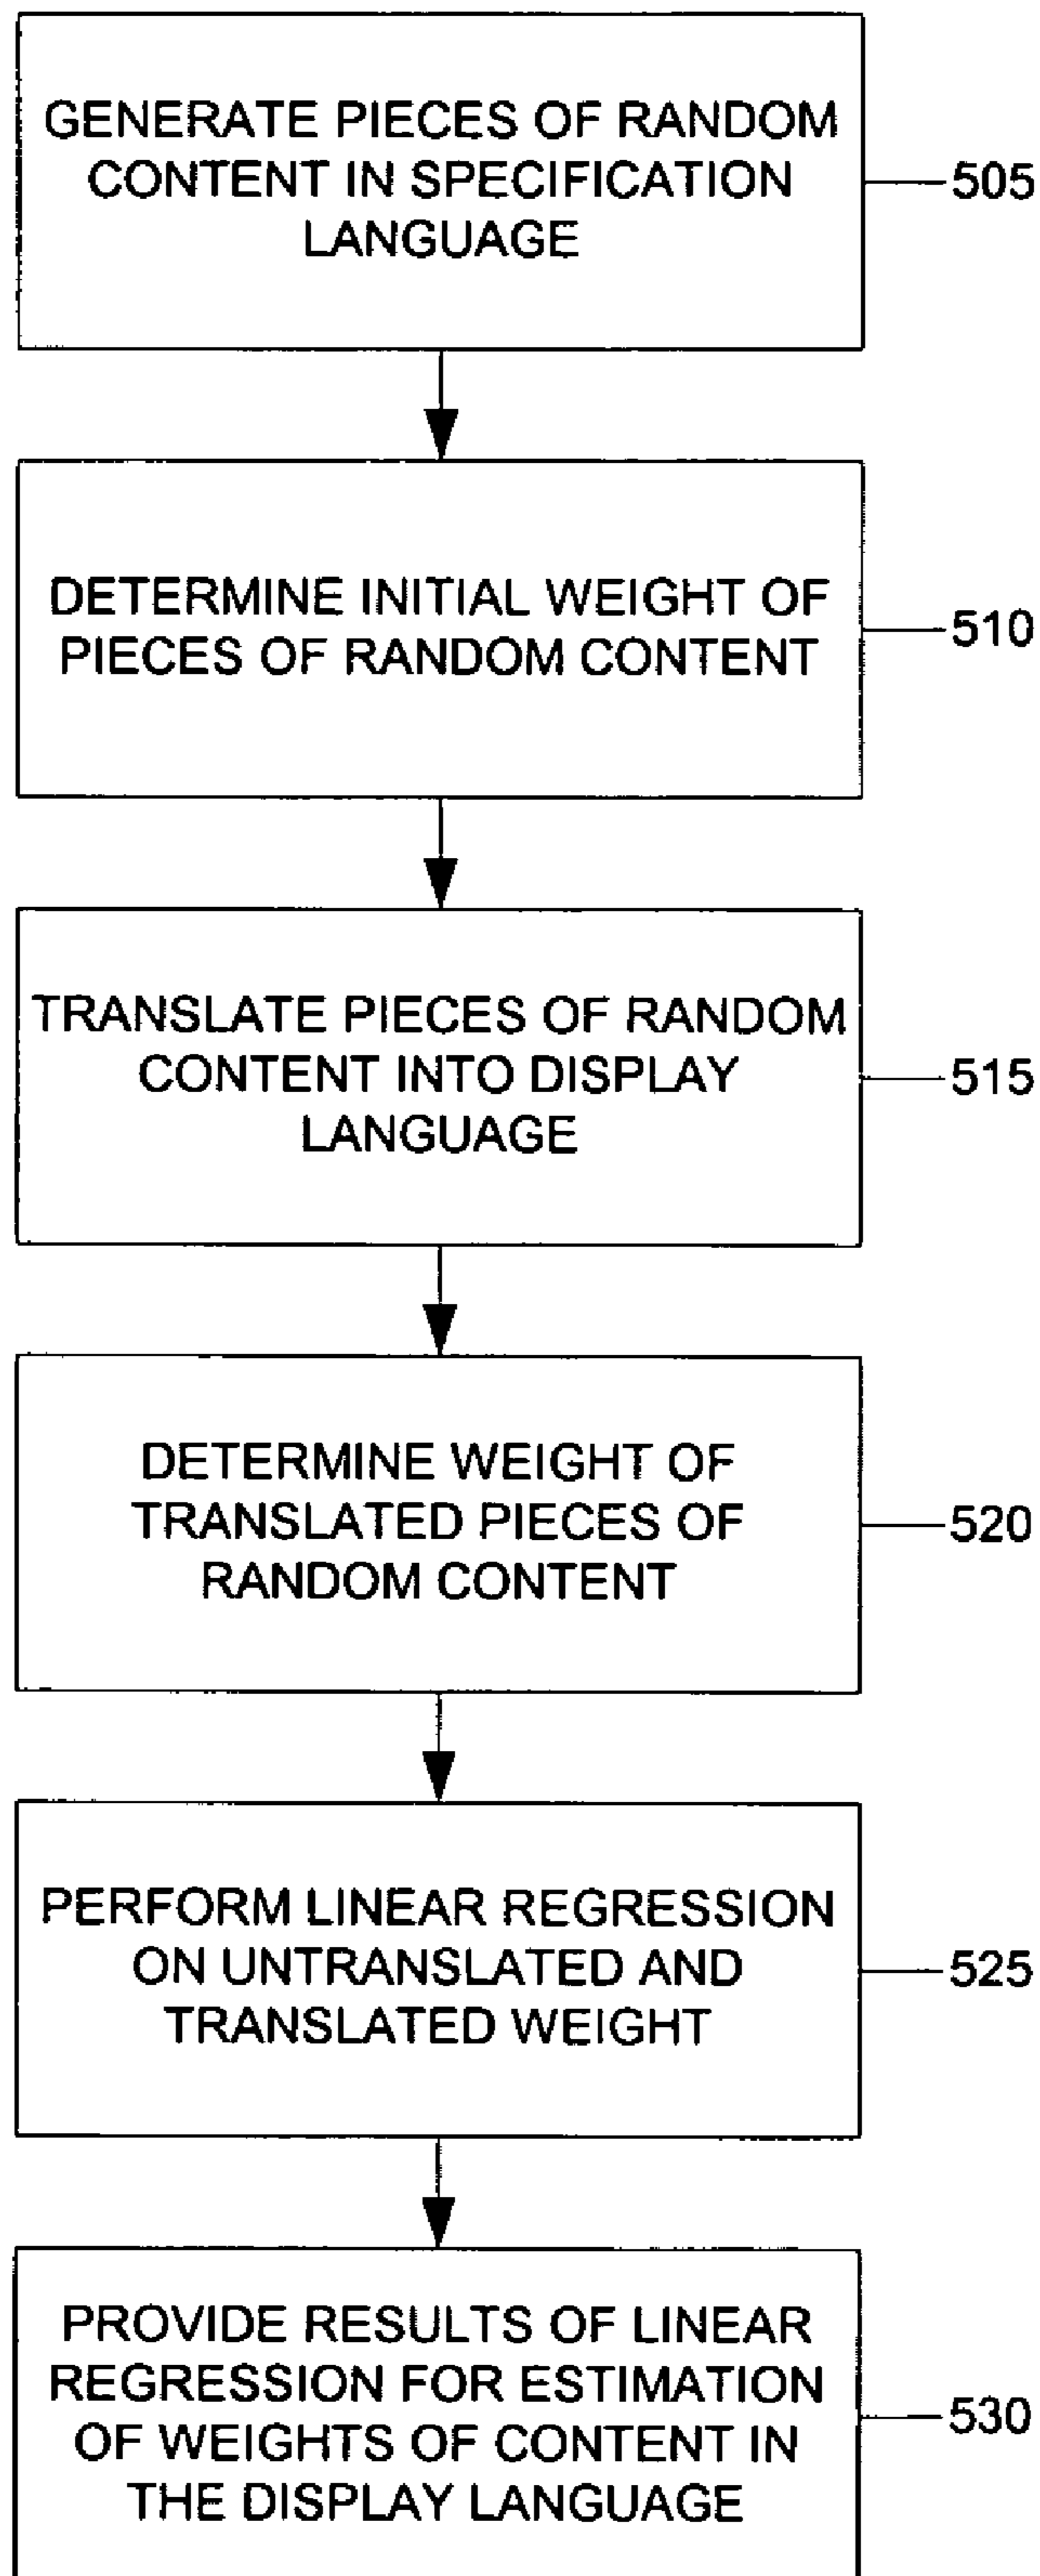 GENERATE PIECES OF RANDOM
CONTENT IN SPECIFICATION
LANGUAGE
505
DETERMINE INITIAL WEIGHT OF
PIECES OF RANDOM CONTENT
510
TRANSLATE PIECES OF RANDOM
CONTENT INTO DISPLAY
LANGUAGE
515
DETERMINE WEIGHT OF
TRANSLATED PIECES OF
RANDOM CONTENT
520
PERFORM LINEAR REGRESSION
ON UNTRANSLATED AND
TRANSLATED WEIGHT
525
PROVIDE RESULTS OF LINEAR
REGRESSION FOR ESTIMATION
OF WEIGHTS OF CONTENT IN
THE DISPLAY LANGUAGE
530